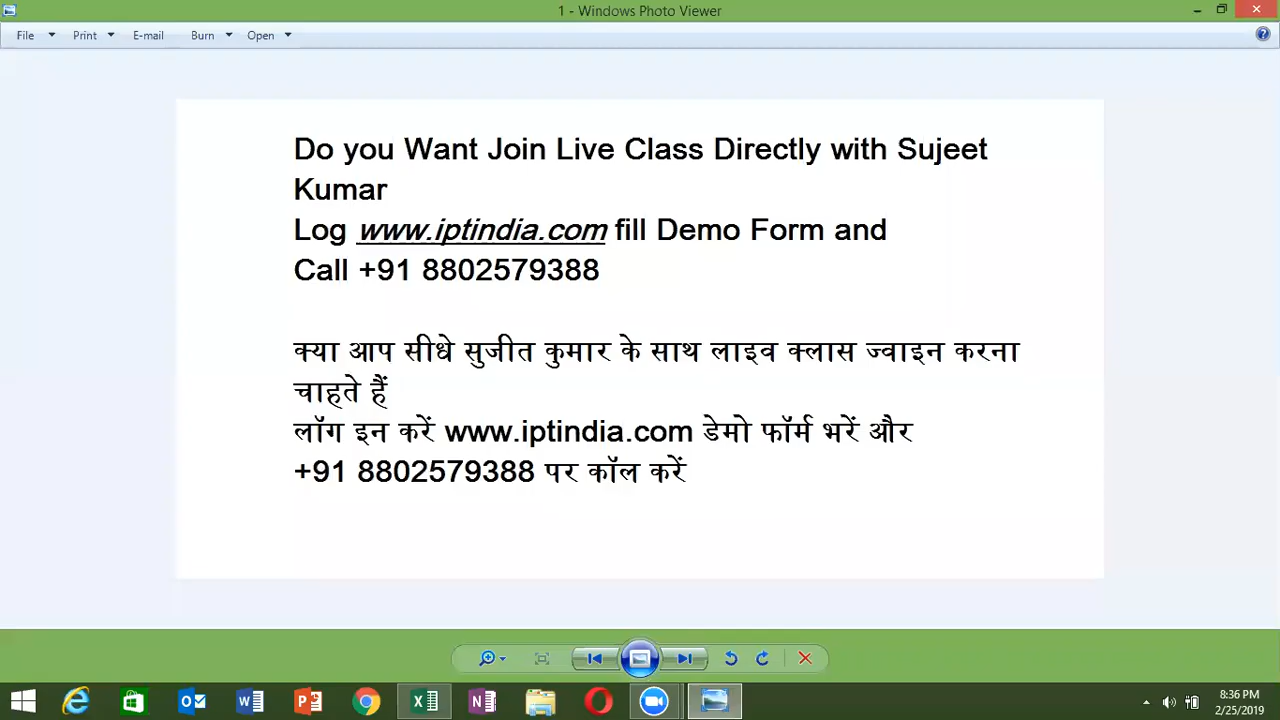 1 - Windows Photo Viewer
File Print E-mail Burn Open
Do you Want Join Live Class Directly with Sujeet
Kumar
Log www.iptindia.com fill Demo Form and
Call +91 8802579388
क्या आप सीधे सुजीत कुमार के साथ लाइव क्लास ज्वाइन करना
चाहते हैं
लॉग इन करें www.iptindia.com डेमो फॉर्म भरें और
+91 8802579388 पर कॉल करें
8:36 PM
2/25/2019